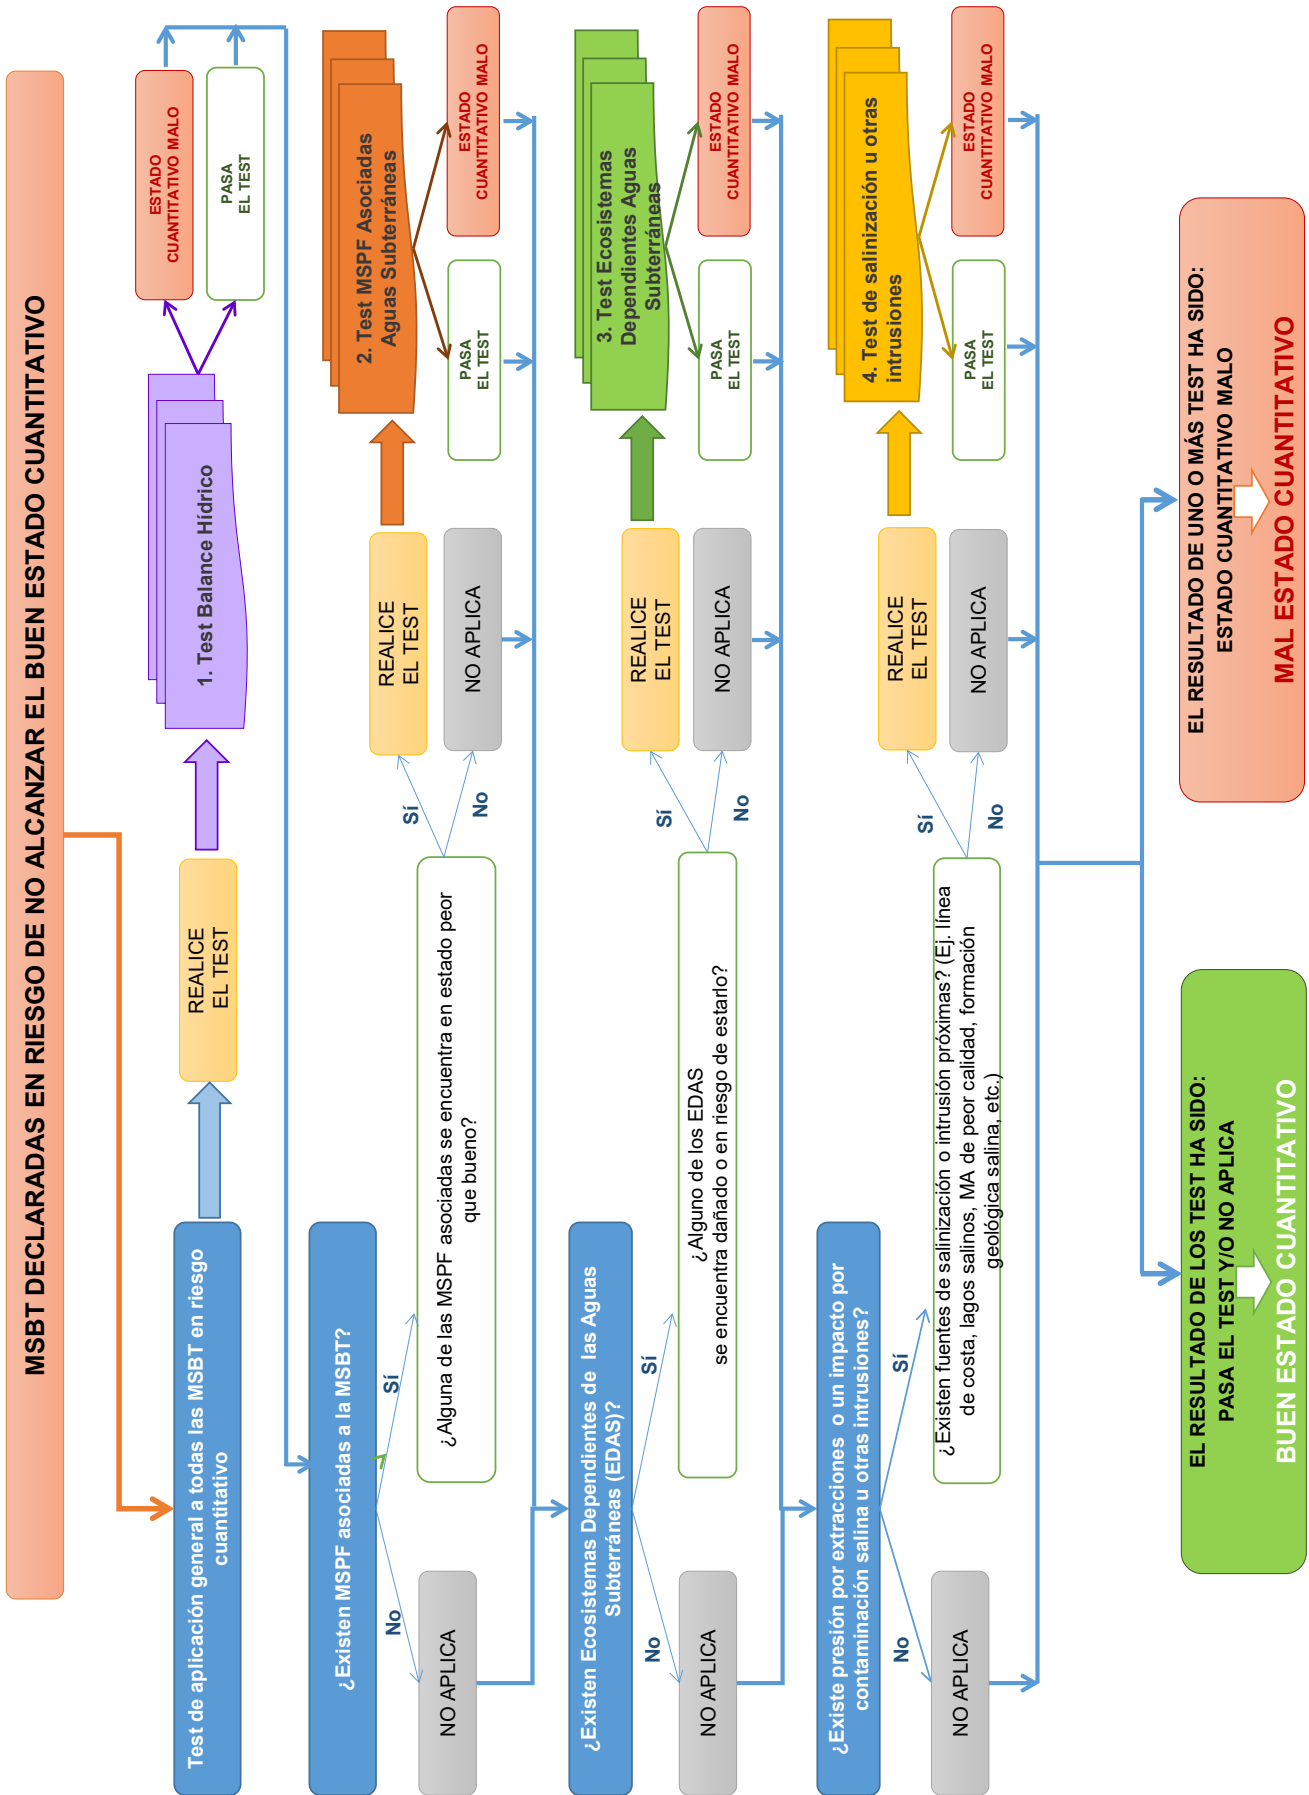 MSBT DECLARADAS EN RIESGO DE NO ALCANZAR EL BUEN ESTADO CUANTITATIVO
Test de aplicación general a todas las MSBT en riesgo
cuantitativo
REALICE
EL TEST
1. Test Balance Hídrico
ESTADO
CUANTITATIVO MALO
PASA
EL TEST
¿Existen MSPF asociadas a la MSBT?
No
Sí
NO APLICA
¿Alguna de las MSPF asociadas se encuentra en estado peor
que bueno?
Sí
No
REALICE
EL TEST
NO APLICA
2. Test MSPF Asociadas
Aguas Subterráneas
PASA
EL TEST
ESTADO
CUANTITATIVO MALO
¿Existen Ecosistemas Dependientes de las Aguas
Subterráneas (EDAS)?
No
Sí
NO APLICA
¿Alguno de los EDAS
se encuentra dañado o en riesgo de estarlo?
Sí
No
REALICE
EL TEST
NO APLICA
3. Test Ecosistemas
Dependientes Aguas
Subterráneas
PASA
EL TEST
ESTADO
CUANTITATIVO MALO
¿Existe presión por extracciones o un impacto por
contaminación salina u otras intrusiones?
No
Sí
NO APLICA
¿Existen fuentes de salinización o intrusión próximas? (Ej. línea
de costa, lagos salinos, MA de peor calidad, formación
geológica salina, etc.)
Sí
No
REALICE
EL TEST
NO APLICA
4. Test de salinización u otras
intrusiones
PASA
EL TEST
ESTADO
CUANTITATIVO MALO
EL RESULTADO DE LOS TEST HA SIDO:
PASA EL TEST Y/O NO APLICA
BUEN ESTADO CUANTITATIVO
EL RESULTADO DE UNO O MÁS TEST HA SIDO:
ESTADO CUANTITATIVO MALO
MAL ESTADO CUANTITATIVO